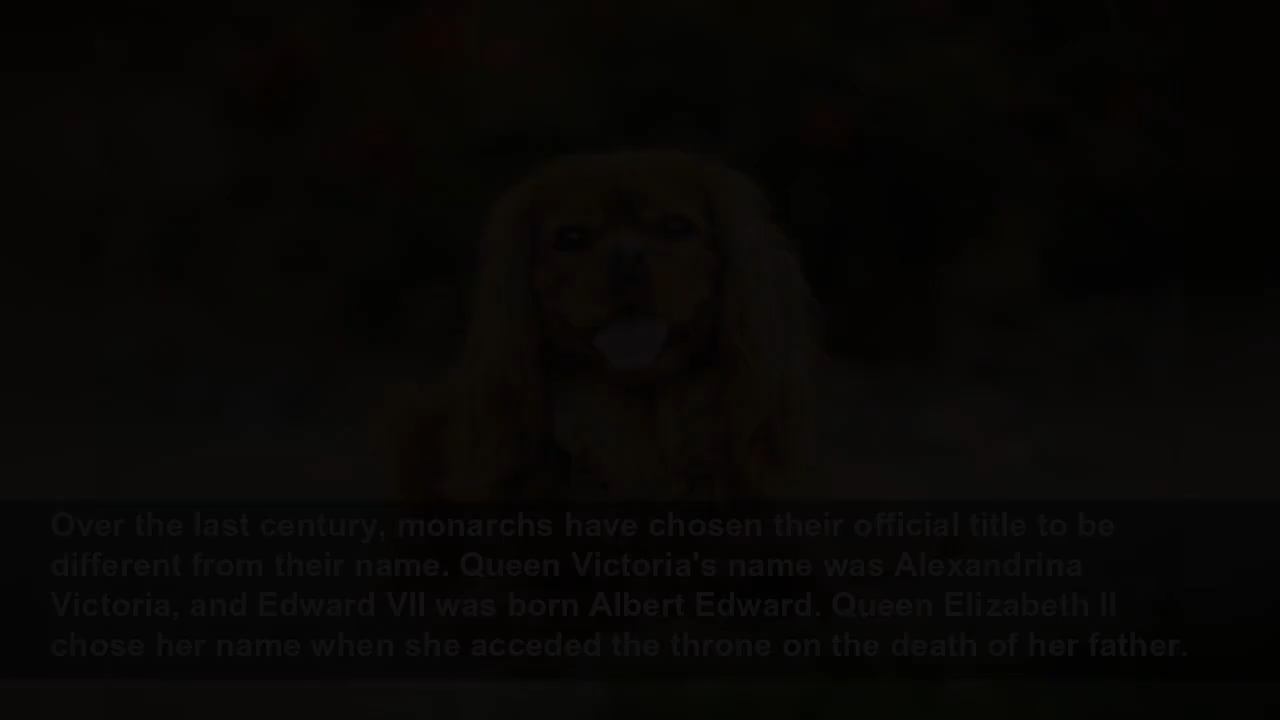 Over the last century, monarchs have chosen their official title to be
different from their name. Queen Victoria's name was Alexandrina
Victoria, and Edward VII was born Albert Edward. Queen Elizabeth II
chose her name when she acceded the throne on the death of her father.